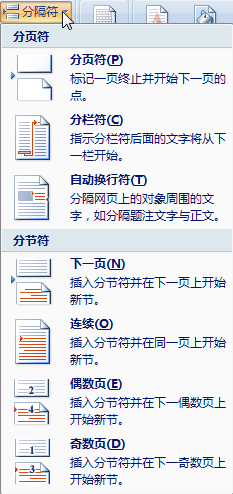 分隔符
分页符
分页符(P)
标记一页终止并开始下一页的
点。
分栏符(C)
指示分栏符后面的文字将从下
一栏开始。
自动换行符(T)
分隔网页上的对象周围的文
字，如分隔题注文字与正文。
分节符
下一页(N)
插入分节符并在下一页上开始
新节。
连续(O)
插入分节符并在同一页上开始
新节。
偶数页(E)
插入分节符并在下一偶数页上
开始新节。
2
4
奇数页(D)
插入分节符并在下一奇数页上
开始新节。
1
3